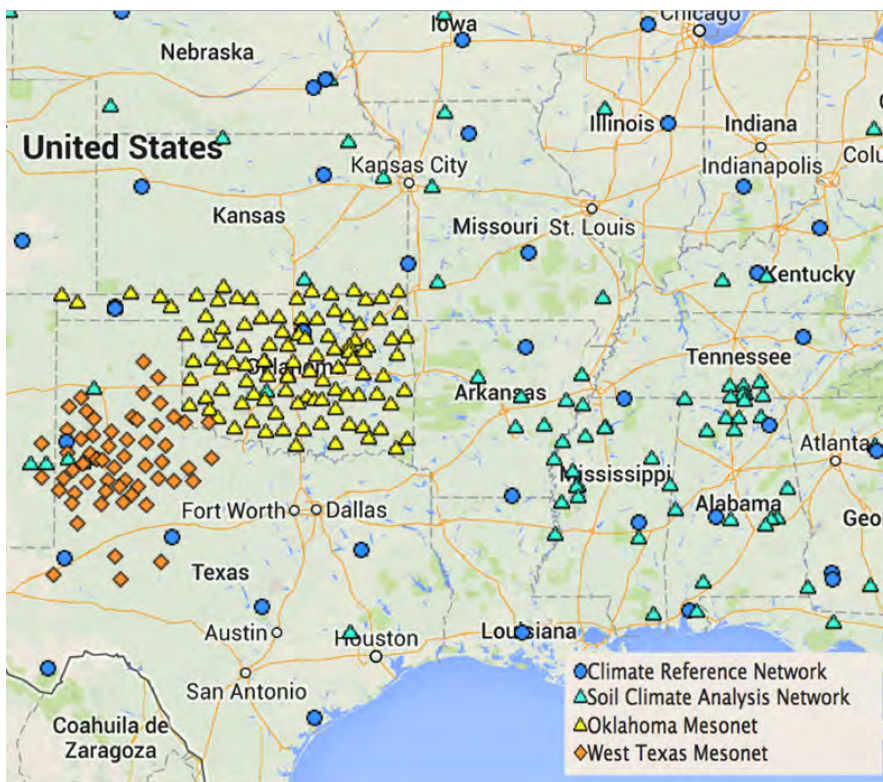 Chicago
Iowa
Nebraska
Illinois
Indiana
United States
Indianapolis
Colu
Kansas City
Kansas
Missouri
St. Louis
Kentucky
Tennessee
Arkansas
Atlanta
Mississippi
Alabama
Fort Worth
Dallas
Geo
Texas
Austin
Houston
Louisiana
San Antonio
Coahuila de
Zaragoza
Climate Reference Network
Soil Climate Analysis Network
Oklahoma Mesonet
West Texas Mesonet